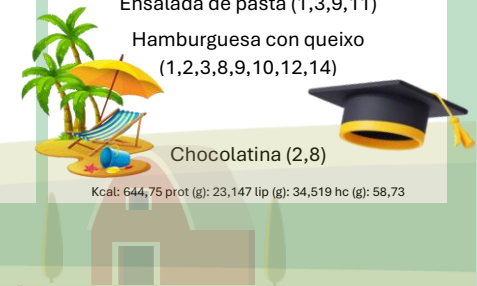 Ensalada de pasta (1,3,9,11)
Hamburguesa con queixo
(1,2,3,8,9,10,12,14)
Chocolatina (2,8)
Kcal: 644,75 prot (g): 23,147 lip (g): 34,519 hc (g): 58,73